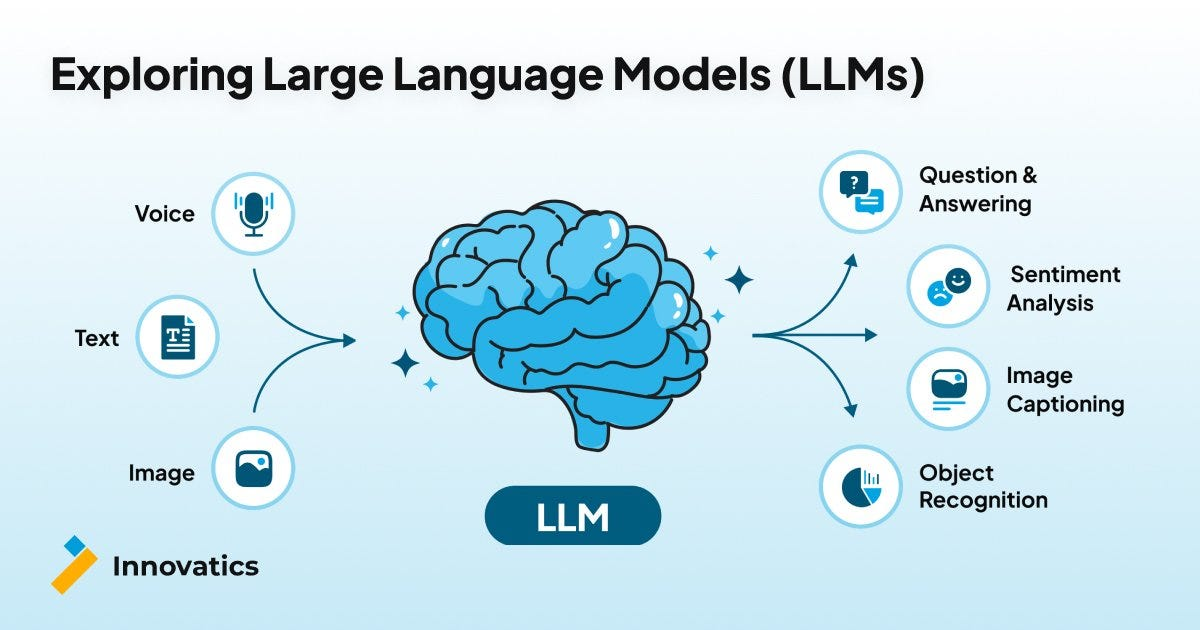 Exploring Large Language Models (LLMs)
Voice
Text
Image
LLM
?
T
Question &
Answering
Sentiment
Analysis
Image
Captioning
Object
Recognition
Innovatics